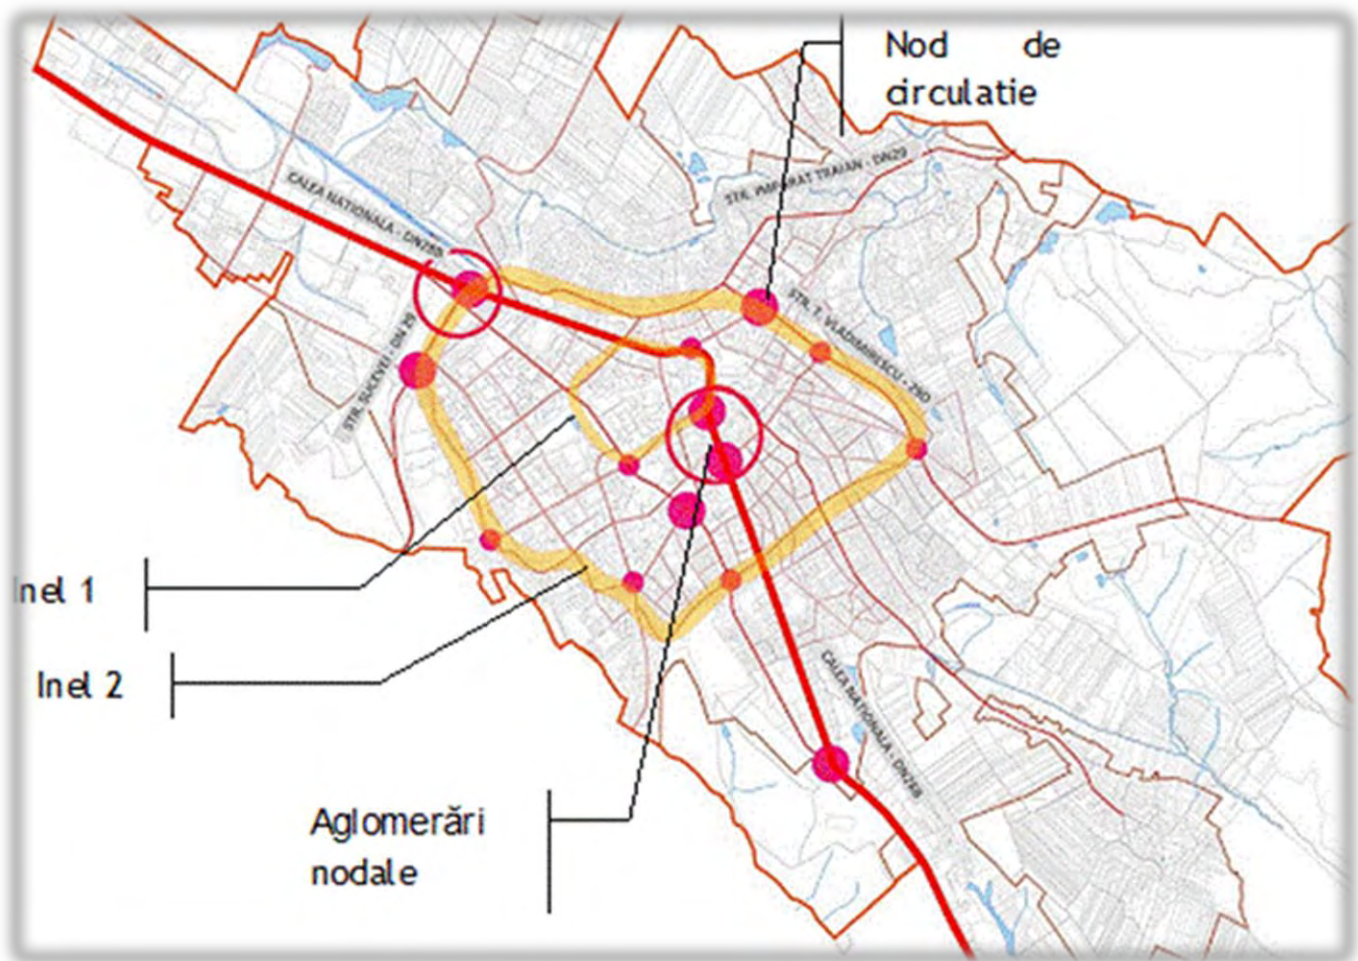 Nod de
circulatie
STR. IMPARAT TRAIAN - DN29
CALEA NATIONALA - DN28B
STR. T. VLADIMIRESCU - 29D
STR. SUCEVEI - DN 29
Inel 1
Inel 2
CALEA NATIONALA - DN28B
Aglomerări
nodale